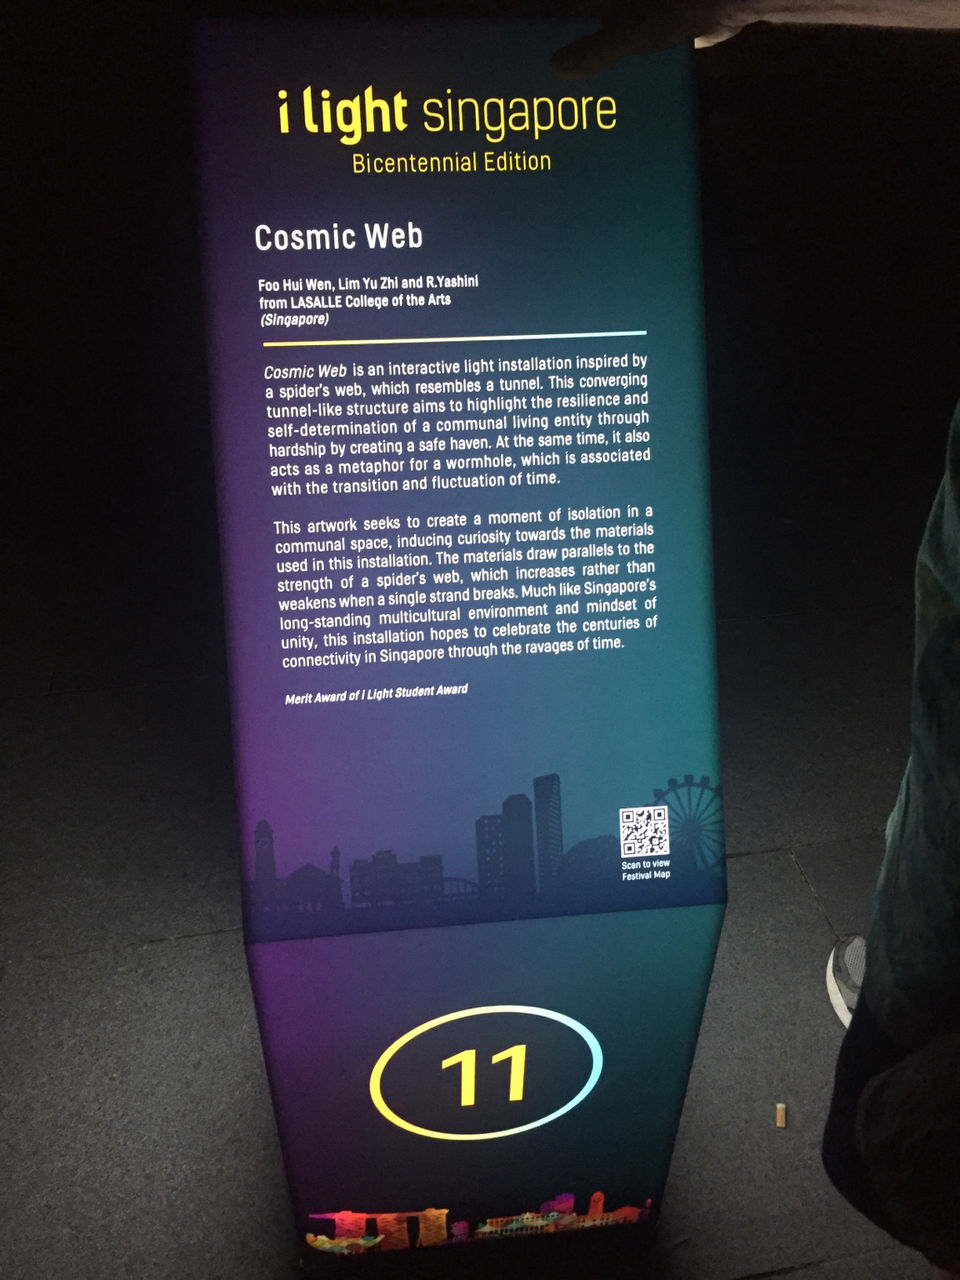 i light singapore
Bicentennial Edition
Cosmic Web
Foo Hui Wen, Lim Yu Zhi and R.Yashini
from LASALLE College of the Arts
(Singapore)
Cosmic Web is an interactive light installation inspired by
a spider's web, which resembles a tunnel. This converging
tunnel-like structure aims to highlight the resilience and
self-determination of a communal living entity through
hardship by creating a safe haven. At the same time, it also
acts as a metaphor for a wormhole, which is associated
with the transition and fluctuation of time.
This artwork seeks to create a moment of isolation in a
communal space, inducing curiosity towards the materials
used in this installation. The materials draw parallels to the
strength of a spider's web, which increases rather than
weakens when a single strand breaks. Much like Singapore's
long-standing multicultural environment and mindset of
unity, this installation hopes to celebrate the centuries of
connectivity in Singapore through the ravages of time.
Merit Award of i Light Student Award
Scan to view
Festival Map
11